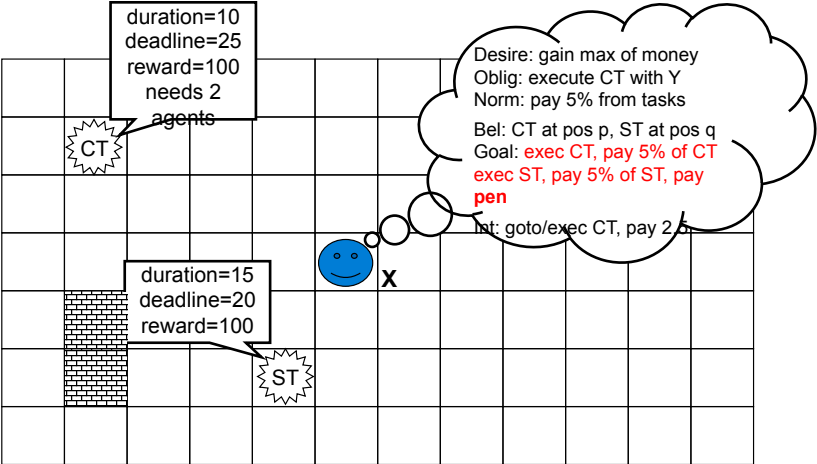 duration=10
deadline=25
reward=100
needs 2
agents
CT
Desire: gain max of money
Oblig: execute CT with Y
Norm: pay 5% from tasks
Bel: CT at pos p, ST at pos q
Goal: exec CT, pay 5% of CT
exec ST, pay 5% of ST, pay
pen
Int: goto/exec CT, pay 2.5
X
duration=15
deadline=20
reward=100
ST